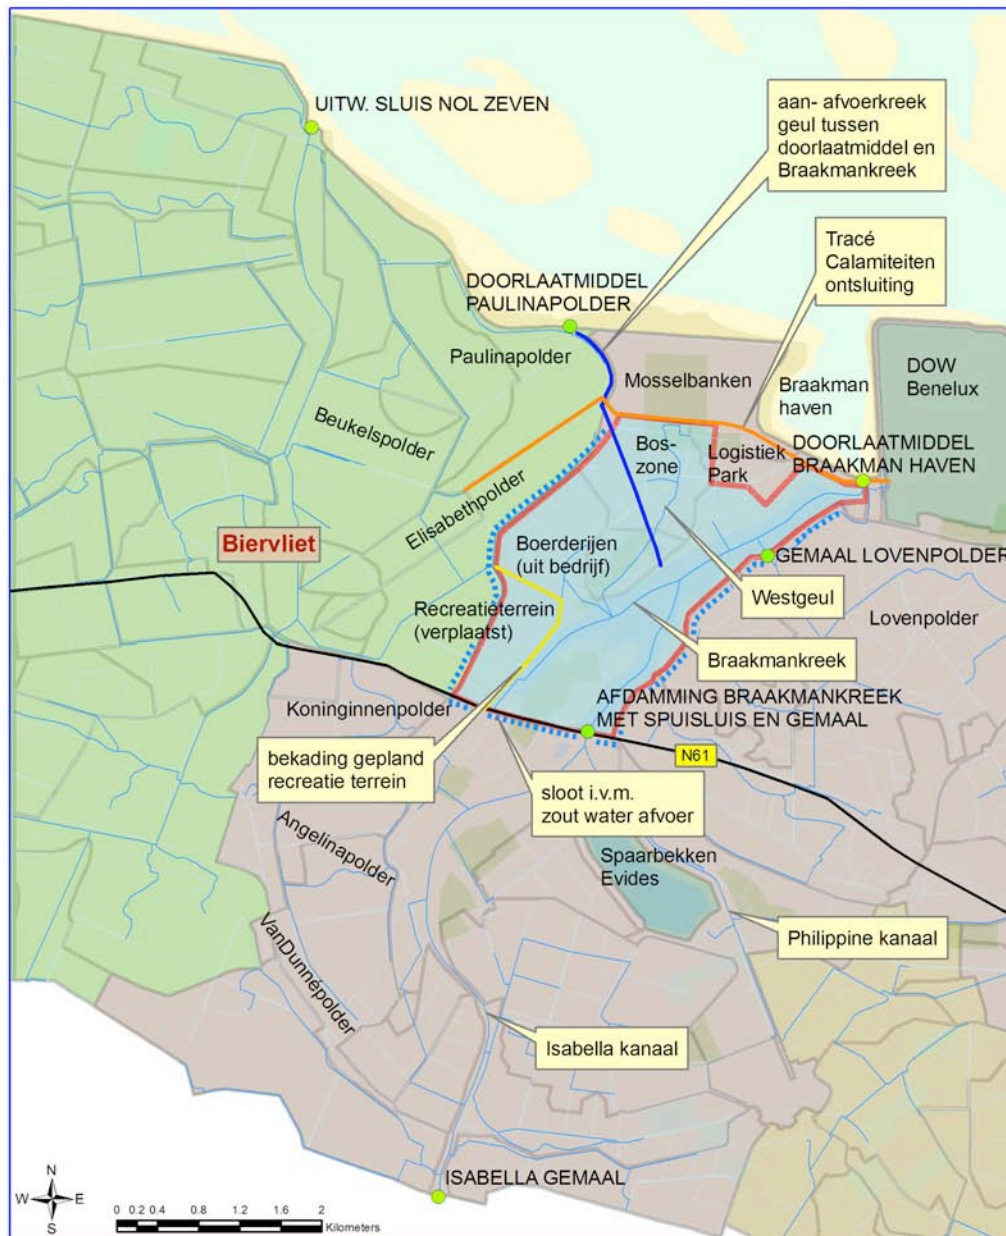 UITW. SLUIS NOL ZEVEN
aan- afvoerkreek
geul tussen
doorlaatmiddel en
Braakmankreek
Tracé
Calamiteiten
ontsluiting
DOORLAATMIDDEL
PAULINAPOLDER
Paulinapolder
Mosselbanken
Braakman
haven
DOW
Benelux
Beukelspolder
Bos-
zone
Logistiek
Park
DOORLAATMIDDEL
BRAAKMAN HAVEN
Elisabethpolder
Biervliet
Boerderijen
(uit bedrijf)
GEMAAL LOVENPOLDER
Westgeul
Recreatieterrein
(verplaatst)
Lovenpolder
Braakmankreek
Koninginnenpolder
AFDAMMING BRAAKMANKREEK
MET SPUISLUIS EN GEMAAL
N61
bekading gepland
recreatie terrein
sloot i.v.m.
zout water afvoer
Angelinapolder
Spaarbekken
Evides
VanDunnépolder
Philippine kanaal
Isabella kanaal
ISABELLA GEMAAL
N
W E
S
0 0.2 0.4 0.8 1.2 1.6 2
Kilometers